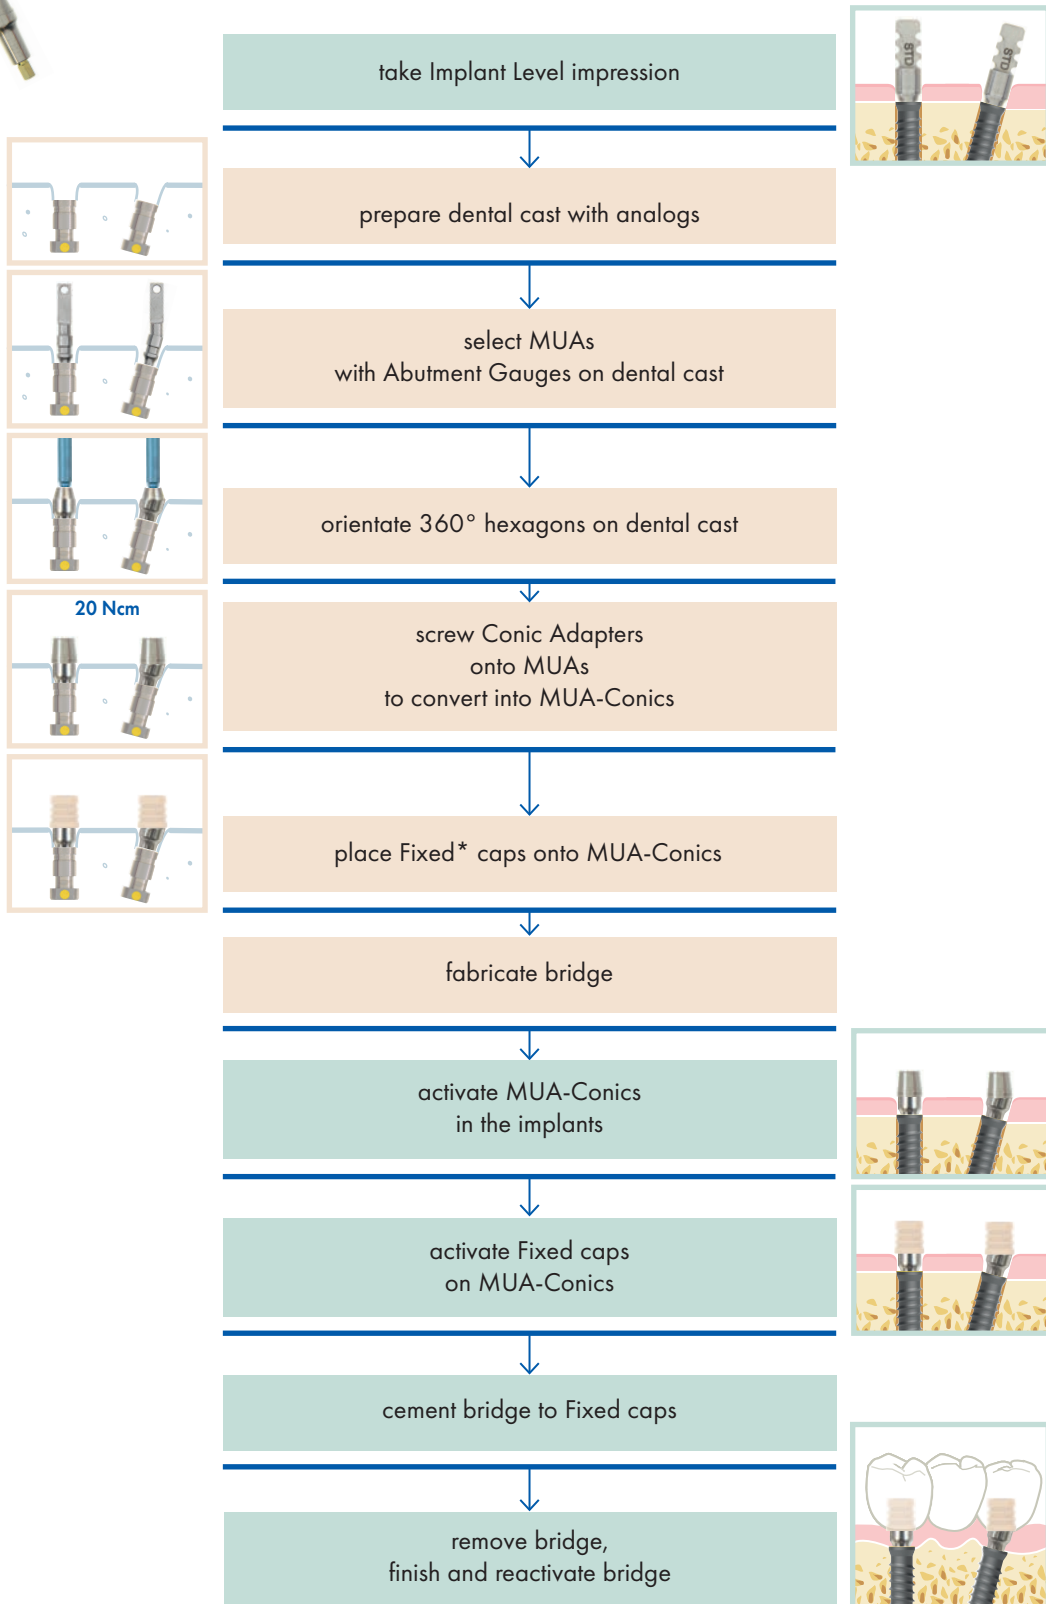 take Implant Level impression
STD
STD
prepare dental cast with analogs
select MUAs
with Abutment Gauges on dental cast
orientate 360° hexagons on dental cast
20 Ncm
screw Conic Adapters
onto MUAs
to convert into MUA-Conics
place Fixed* caps onto MUA-Conics
fabricate bridge
activate MUA-Conics
in the implants
activate Fixed caps
on MUA-Conics
cement bridge to Fixed caps
remove bridge,
finish and reactivate bridge